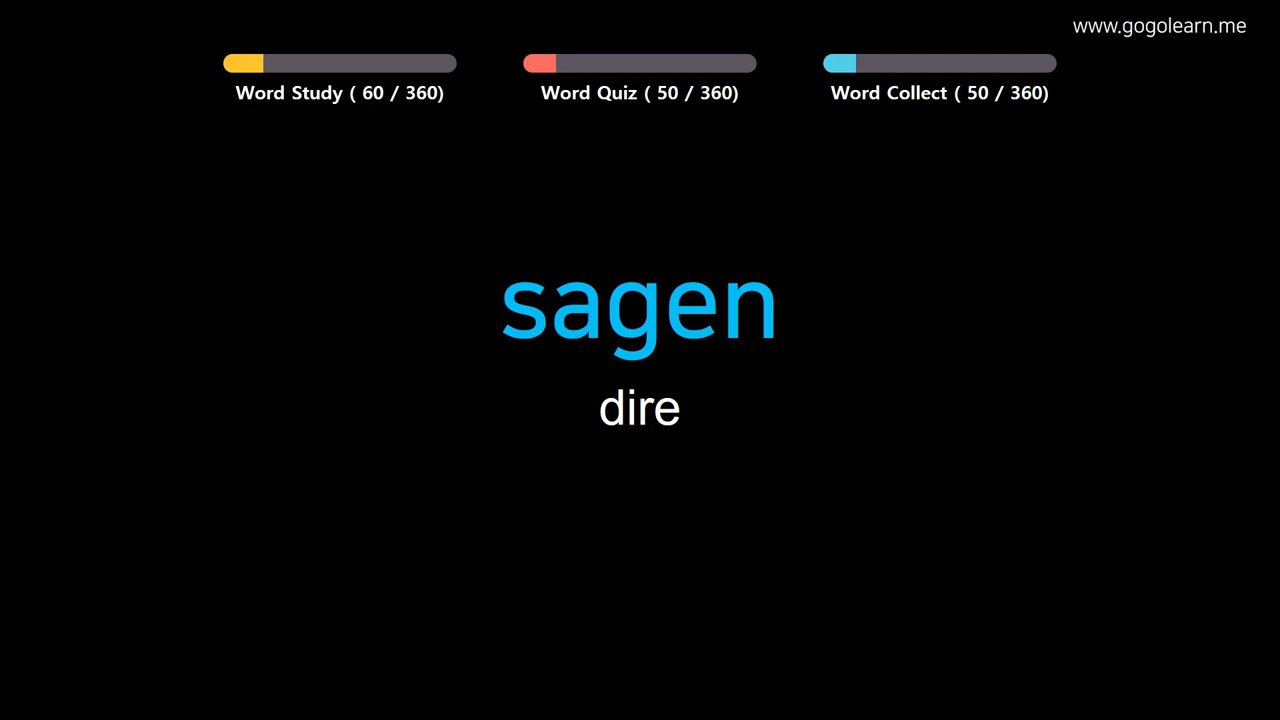 www.gogolearn.me
Word Study ( 60 / 360)
Word Quiz ( 50 / 360)
Word Collect ( 50 / 360)
sagen
dire